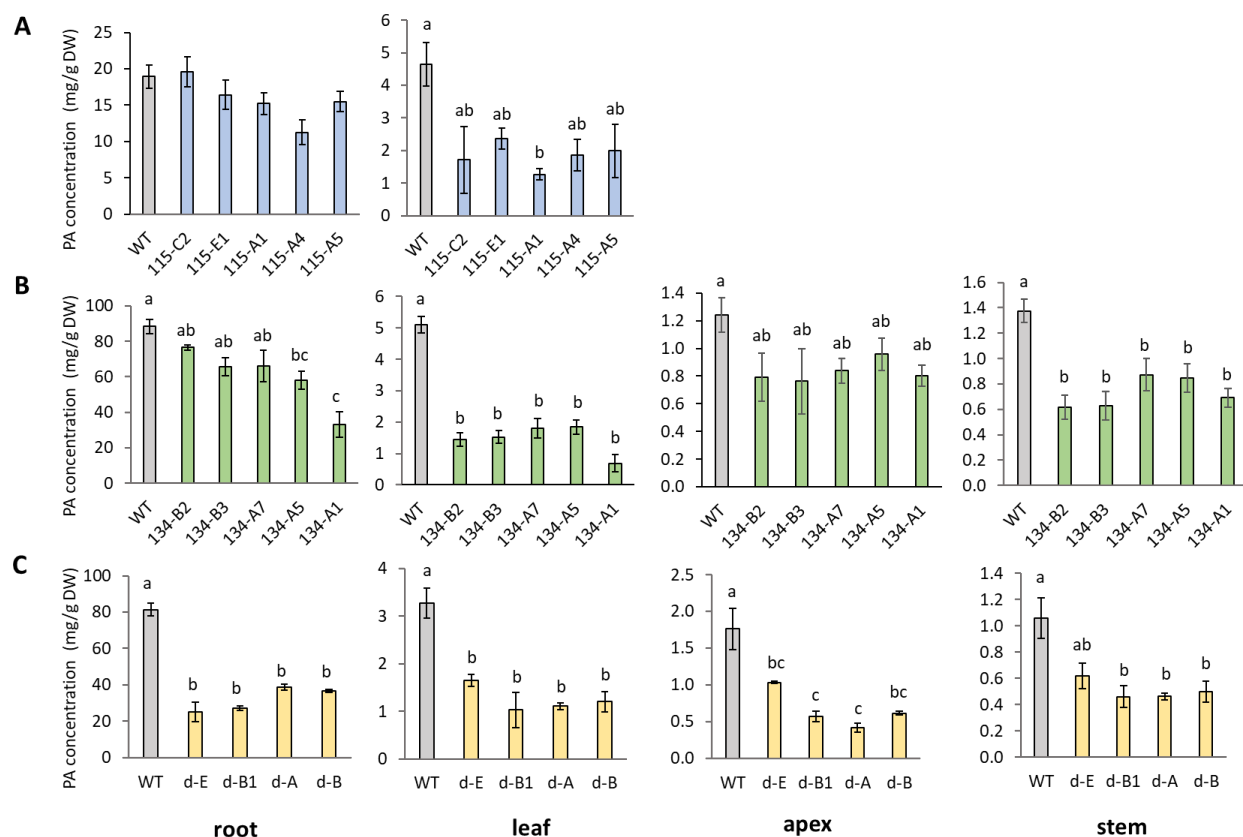 A
PA concentration (mg/g DW)
25
20
15
10
5
0
WT
115-C2
115-E1
115-A1
115-A4
115-A5
6
5
4
3
2
1
0
a
ab
ab
b
ab
ab
WT
115-C2
115-E1
115-A1
115-A4
115-A5
B
PA concentration (mg/g DW)
100
80
60
40
20
0
a
ab
ab
ab
bc
c
WT
134-B2
134-B3
134-A7
134-A5
134-A1
6
5
4
3
2
1
0
a
b
b
b
b
b
WT
134-B2
134-B3
134-A7
134-A5
134-A1
1.4
1.2
1.0
0.8
0.6
0.4
0.2
0.0
a
ab
ab
ab
ab
ab
WT
134-B2
134-B3
134-A7
134-A5
134-A1
1.6
1.4
1.2
1.0
0.8
0.6
0.4
0.2
0.0
a
b
b
b
b
b
WT
134-B2
134-B3
134-A7
134-A5
134-A1
C
PA concentration (mg/g DW)
100
80
60
40
20
0
a
b
b
b
b
WT d-E d-B1 d-A d-B
root
4
3
2
1
0
a
b
b
b
b
WT d-E d-B1 d-A d-B
leaf
2.5
2.0
1.5
1.0
0.5
0.0
a
bc
c
c
bc
WT d-E d-B1 d-A d-B
apex
1.4
1.2
1.0
0.8
0.6
0.4
0.2
0.0
a
ab
b
b
b
WT d-E d-B1 d-A d-B
stem